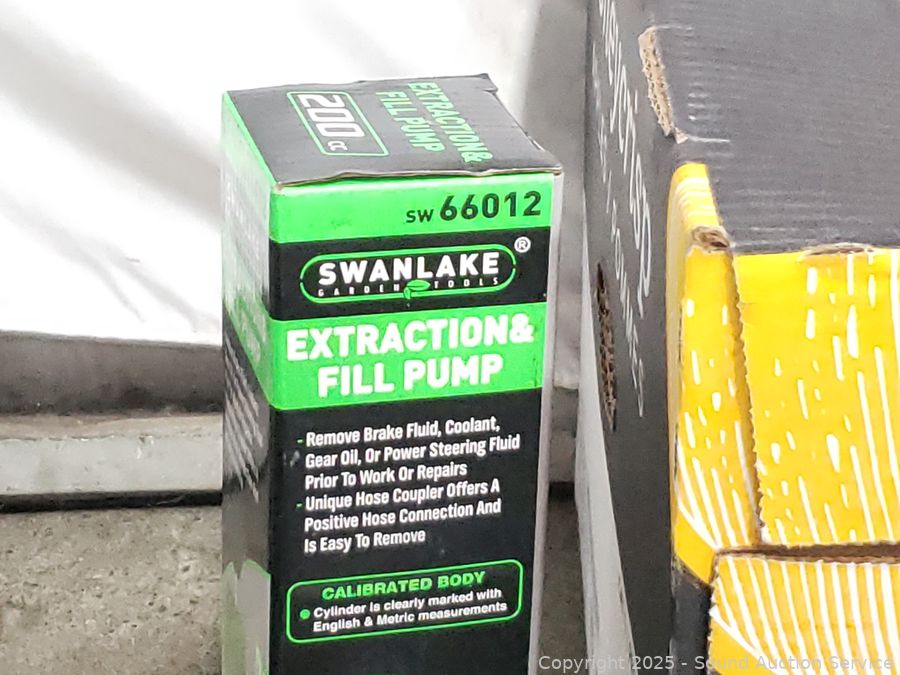 200cc
EXTRACTION&
FILL PUMP
SW 66012
SWANLAKE®
GARDEN TOOLS
EXTRACTION&
FILL PUMP
- Remove Brake Fluid, Coolant,
Gear Oil, Or Power Steering Fluid
Prior To Work Or Repairs
- Unique Hose Coupler Offers A
Positive Hose Connection And
Is Easy To Remove
CALIBRATED BODY
• Cylinder is clearly marked with
English & Metric measurements
Copyright 2025 - Sound Auction Service